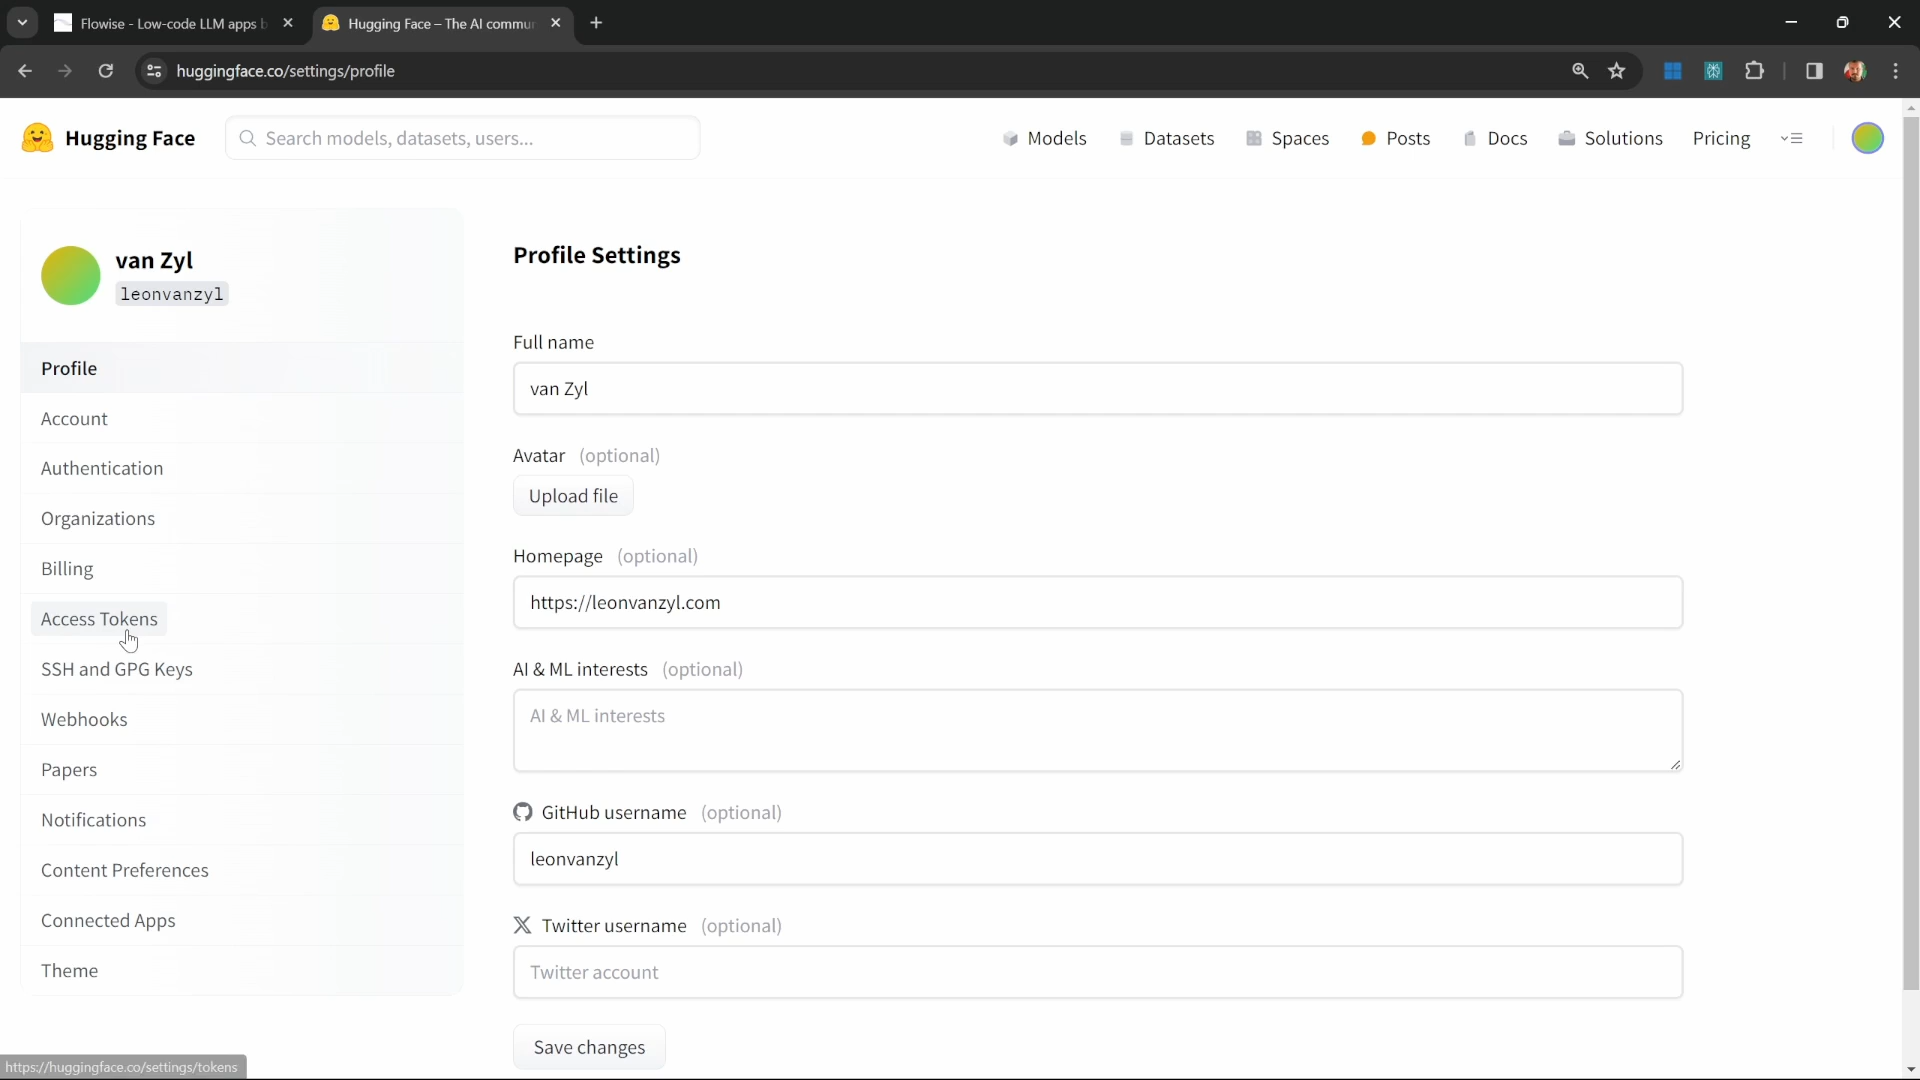 Flowise - Low-code LLM apps b
Hugging Face – The AI commun
huggingface.co/settings/profile
Hugging Face
Search models, datasets, users...
Models
Datasets
Spaces
Posts
Docs
Solutions
Pricing
van Zyl
leonvanzyl
Profile
Account
Authentication
Organizations
Billing
Access Tokens
SSH and GPG Keys
Webhooks
Papers
Notifications
Content Preferences
Connected Apps
Theme
Profile Settings
Full name
van Zyl
Avatar (optional)
Upload file
Homepage (optional)
https://leonvanzyl.com
AI & ML interests (optional)
AI & ML interests
GitHub username (optional)
leonvanzyl
Twitter username (optional)
Twitter account
Save changes
https://huggingface.co/settings/tokens